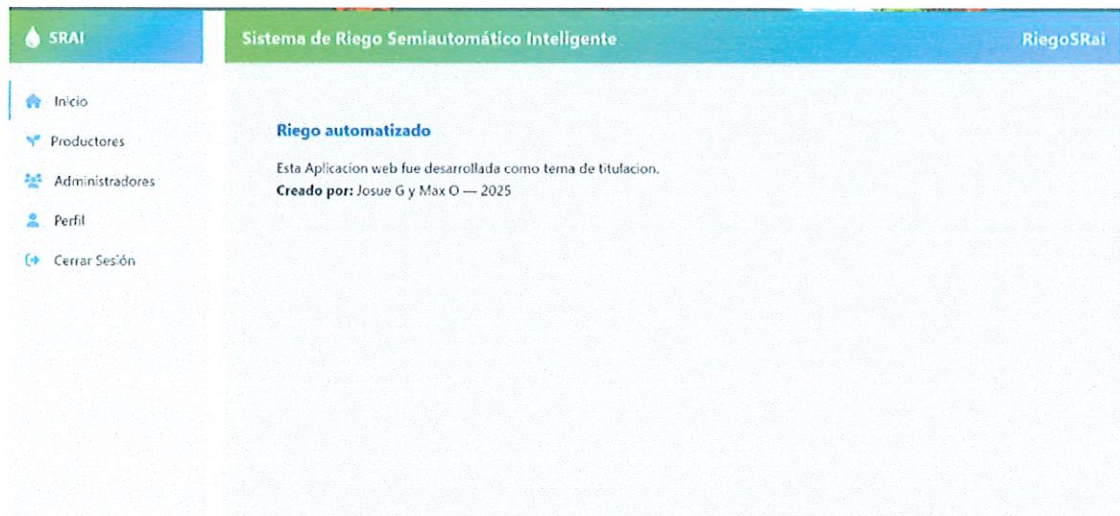 SRAI
Sistema de Riego Semiautomático Inteligente
RiegoSRai
Inicio
Productores
Administradores
Perfil
Cerrar Sesión
Riego automatizado
Esta Aplicacion web fue desarrollada como tema de titulacion.
Creado por: Josue G y Max O — 2025